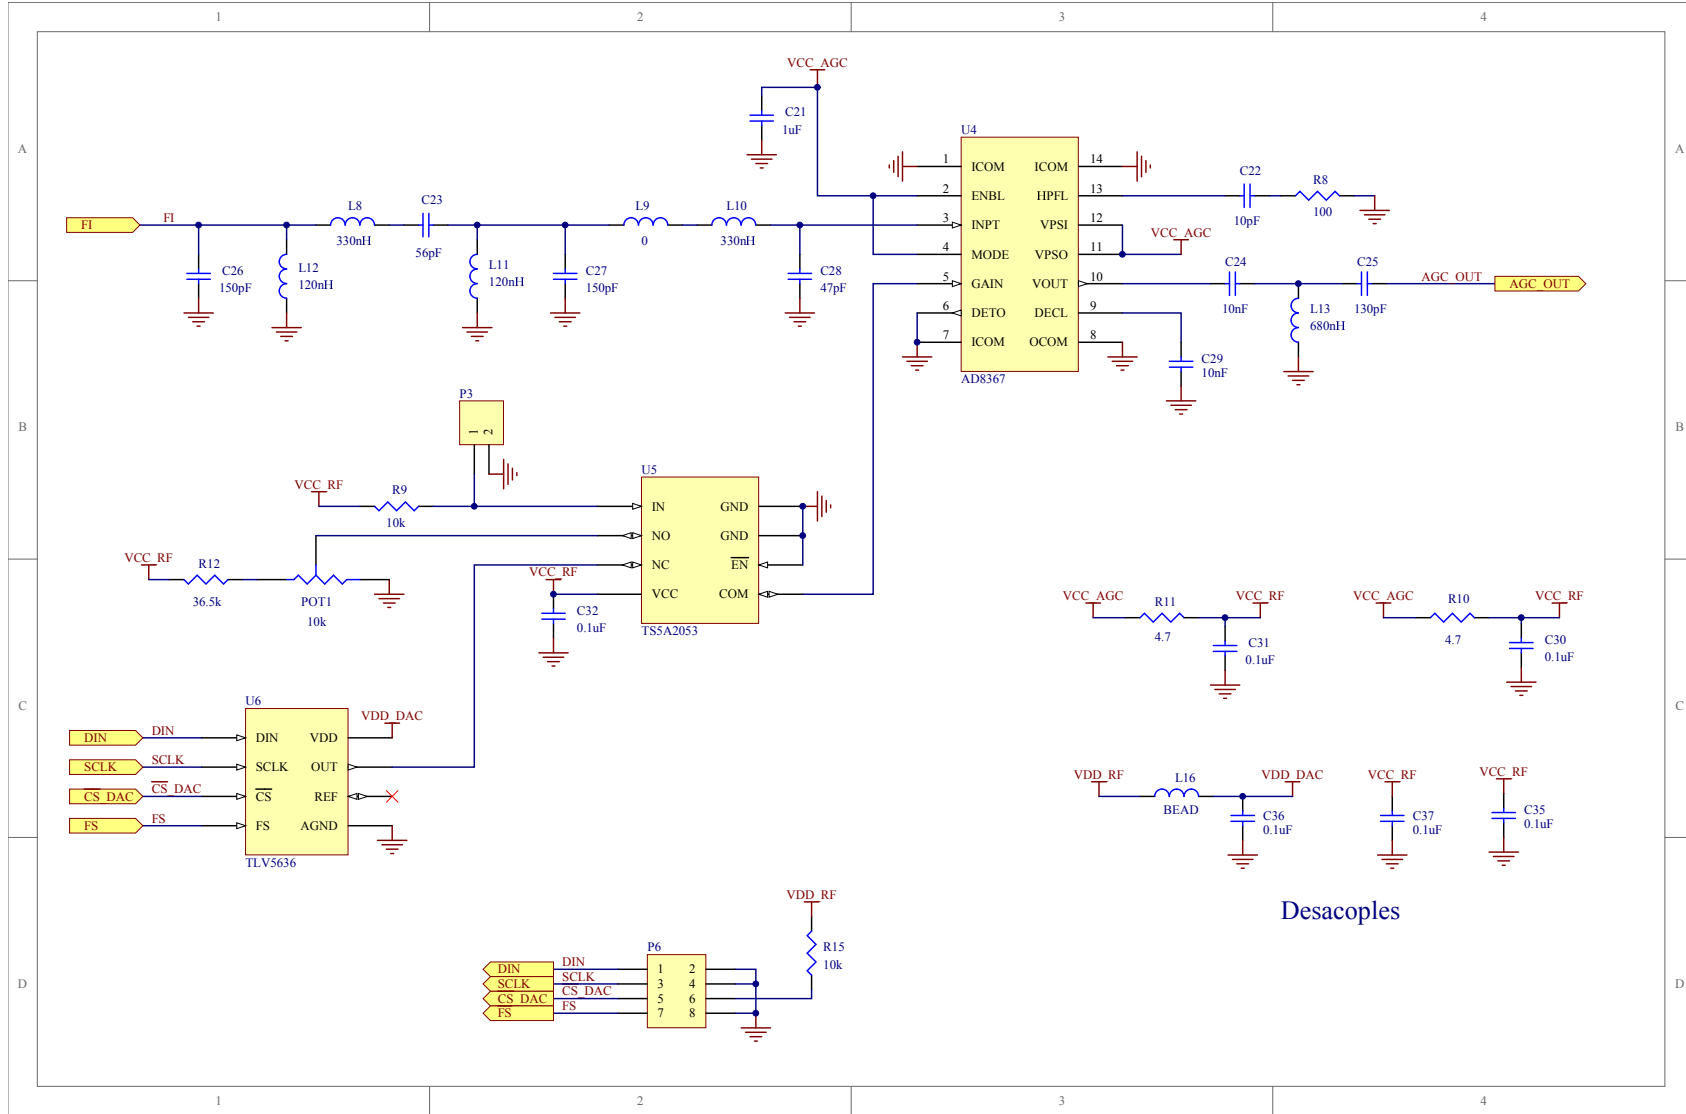 1 2 3 4
A A
B B
C C
D D
1 2 3 4
VCC_AGC
C21
1uF
FI FI
C26
150pF
L12
120nH
L8
330nH
C23
56pF
L11
120nH
C27
150pF
L9
0
L10
330nH
C28
47pF
U4
1 ICOM ICOM 14
2 ENBL HPFL 13
3 INPT VPSI 12
4 MODE VPSO 11
5 GAIN VOUT 10
6 DETO DECL 9
7 ICOM OCOM 8
AD8367
C22
10pF
R8
100
VCC_AGC
C24
10nF
L13
680nH
C25
130pF
AGC_OUT AGC_OUT
C29
10nF
P3
1 2
VCC_RF
R9
10k
VCC_RF
R12
36.5k
POT1
10k
U5
IN GND
NO GND
NC EN
VCC COM
TS5A2053
VCC_RF
C32
0.1uF
VCC_AGC R11 VCC_RF
4.7
C31
0.1uF
VCC_AGC R10 VCC_RF
4.7
C30
0.1uF
U6
DIN DIN DIN VDD VDD_DAC
SCLK SCLK SCLK OUT
CS_DAC CS_DAC CS REF
FS FS FS AGND
TLV5636
VDD_RF L16 VDD_DAC
BEAD
C36
0.1uF
VCC_RF
C37
0.1uF
VCC_RF
C35
0.1uF
Desacoples
VDD_RF
R15
10k
P6
DIN DIN 1 2
SCLK SCLK 3 4
CS_DAC CS_DAC 5 6
FS FS 7 8